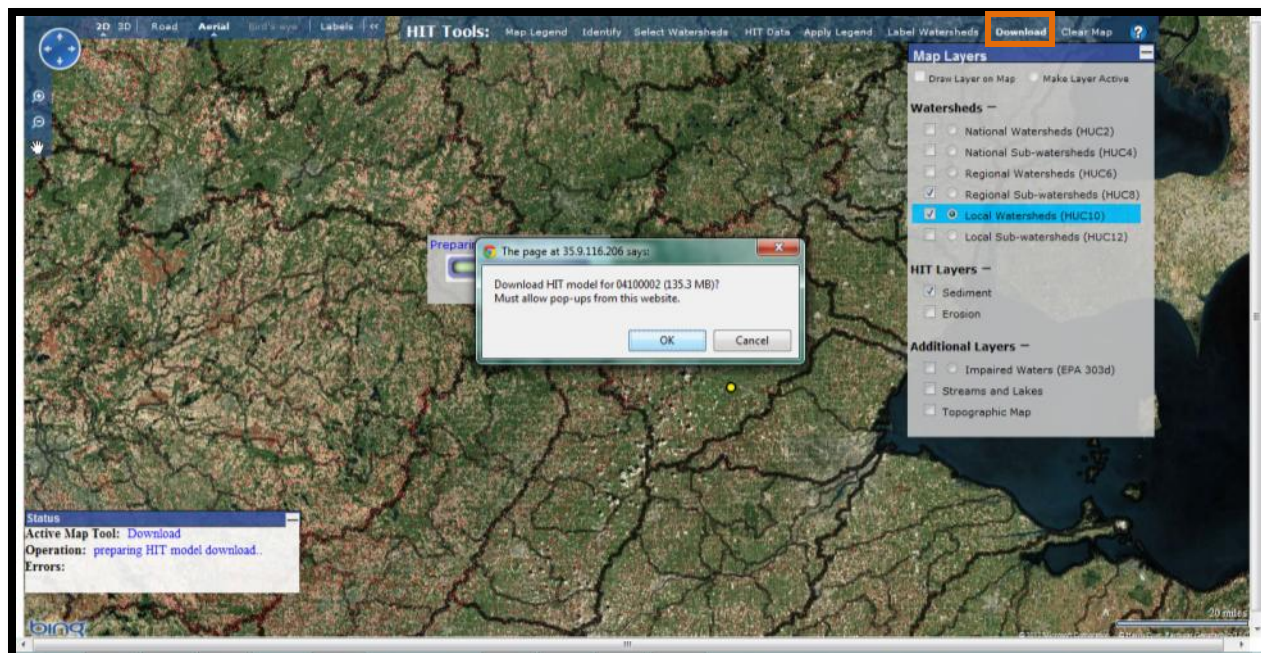 2D 3D Road Aerial Bird's eye Labels «
HIT Tools: Map Legend Identify Select Watersheds HIT Data Apply Legend Label Watersheds Download Clear Map ?
Map Layers
Draw Layer on Map Make Layer Active
Watersheds
National Watersheds (HUC2)
National Sub-watersheds (HUC4)
Regional Watersheds (HUC6)
Regional Sub-watersheds (HUC8)
Local Watersheds (HUC10)
Local Sub-watersheds (HUC12)
HIT Layers
Sediment
Erosion
Additional Layers
Impaired Waters (EPA 303d)
Streams and Lakes
Topographic Map
The page at 35.9.116.206 says:
Download HIT model for 04100002 (135.3 MB)?
Must allow pop-ups from this website.
OK Cancel
Status
Active Map Tool: Download
Operation: preparing HIT model download..
Errors:
bing
20 miles